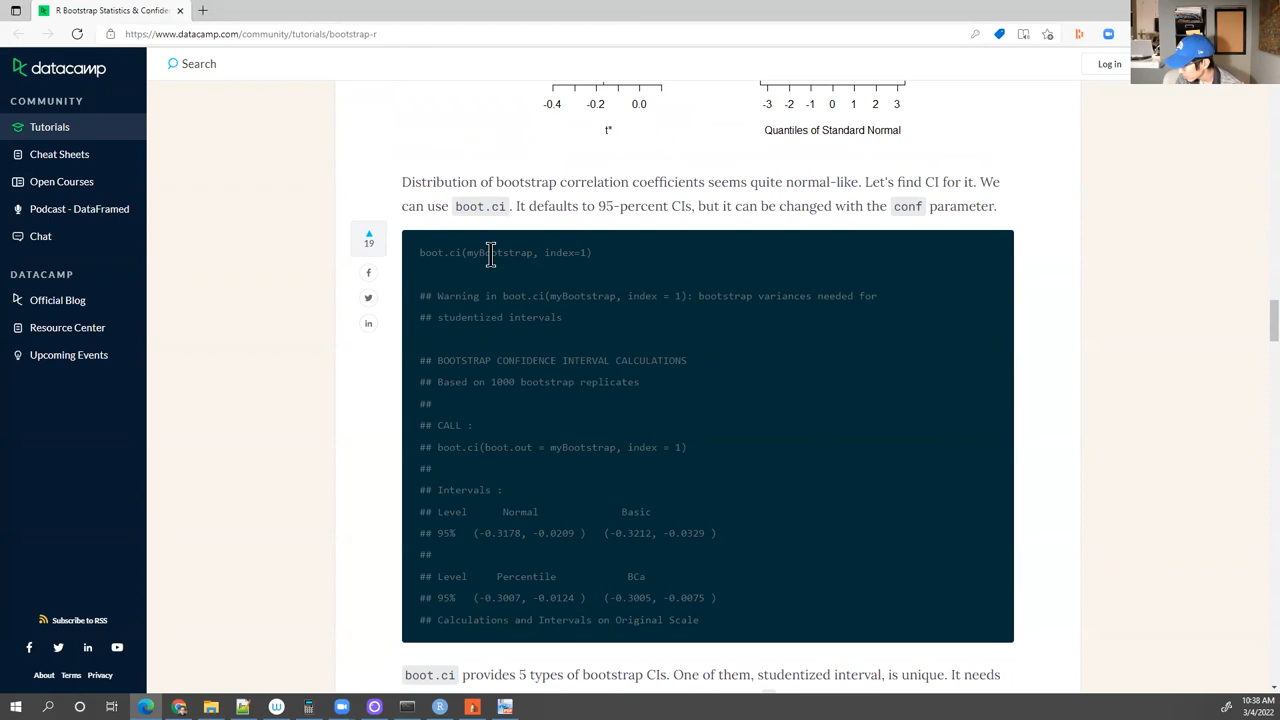 R Bootstrap Statistics & Confide
https://www.datacamp.com/community/tutorials/bootstrap-r
datacamp
Search
Log in
COMMUNITY
Tutorials
Cheat Sheets
Open Courses
Podcast - DataFramed
Chat
DATACAMP
Official Blog
Resource Center
Upcoming Events
Subscribe to RSS
About Terms Privacy
-0.4 -0.2 0.0
t*
-3 -2 -1 0 1 2 3
Quantiles of Standard Normal
Distribution of bootstrap correlation coefficients seems quite normal-like. Let's find CI for it. We
can use boot.ci. It defaults to 95-percent CIs, but it can be changed with the conf parameter.
19
boot.ci(myBootstrap, index=1)
## Warning in boot.ci(myBootstrap, index = 1): bootstrap variances needed for
## studentized intervals
## BOOTSTRAP CONFIDENCE INTERVAL CALCULATIONS
## Based on 1000 bootstrap replicates
##
## CALL :
## boot.ci(boot.out = myBootstrap, index = 1)
##
## Intervals :
## Level Normal Basic
## 95% (-0.3178, -0.0209 ) (-0.3212, -0.0329 )
##
## Level Percentile BCa
## 95% (-0.3007, -0.0124 ) (-0.3005, -0.0075 )
## Calculations and Intervals on Original Scale
boot.ci provides 5 types of bootstrap CIs. One of them, studentized interval, is unique. It needs
10:38 AM
3/4/2022